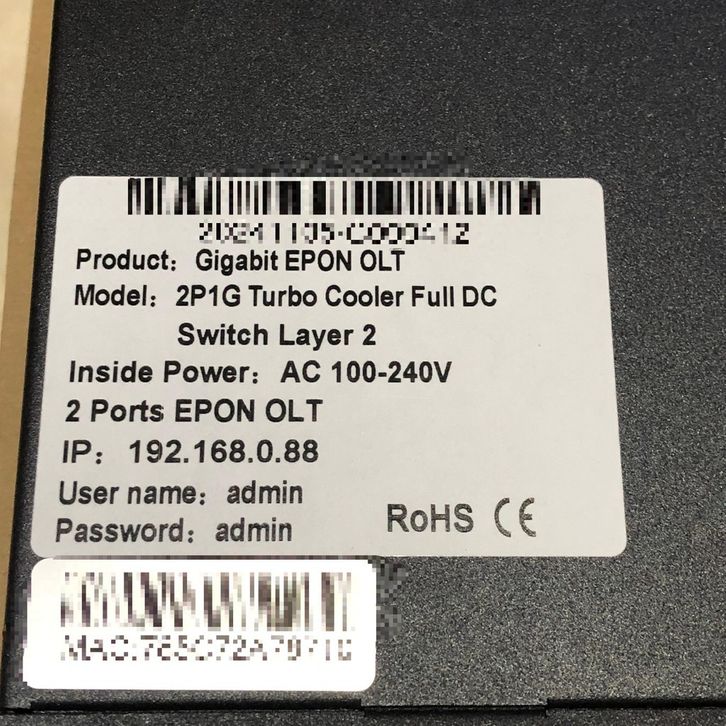 Product: Gigabit EPON OLT
Model: 2P1G Turbo Cooler Full DC
Switch Layer 2
Inside Power: AC 100-240V
2 Ports EPON OLT
IP: 192.168.0.88
User name: admin
Password: admin
RoHS CE